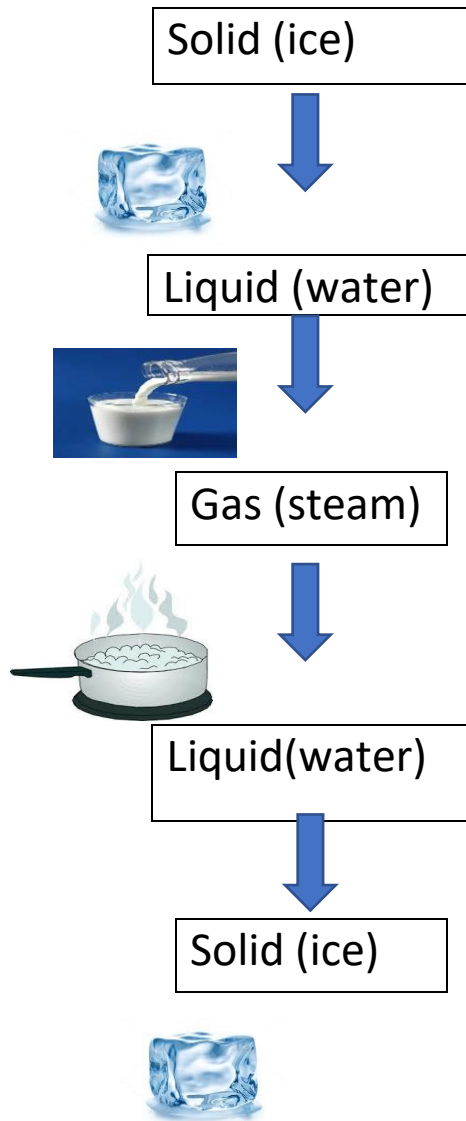 Solid (ice)
Liquid (water)
Gas (steam)
Liquid(water)
Solid (ice)